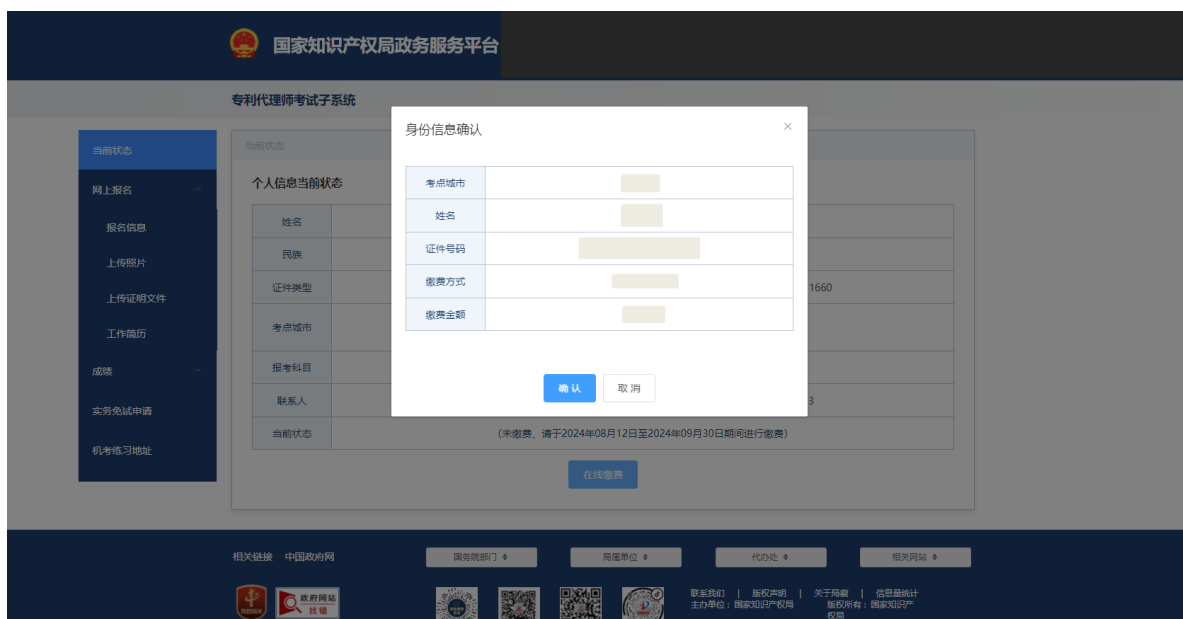 国家知识产权局政务服务平台
专利代理师考试子系统
当前状态
网上报名
报名信息
上传照片
上传证明文件
工作简历
成绩
实务免试申请
机考练习地址
当前状态
个人信息当前状态
姓名
民族
证件类型
1660
考点城市
报考科目
联系人
3
当前状态
(未缴费、请于2024年08月12日至2024年09月30日期间进行缴费)
在线缴费
身份信息确认
考点城市
姓名
证件号码
缴费方式
缴费金额
确认
取消
相关链接 中国政府网
国务院部门
局属单位
代办处
相关网站
政府网站
找错
联系我们 | 版权声明 | 关于局徽 | 信息量统计
主办单位:国家知识产权局 版权所有:国家知识产
权局